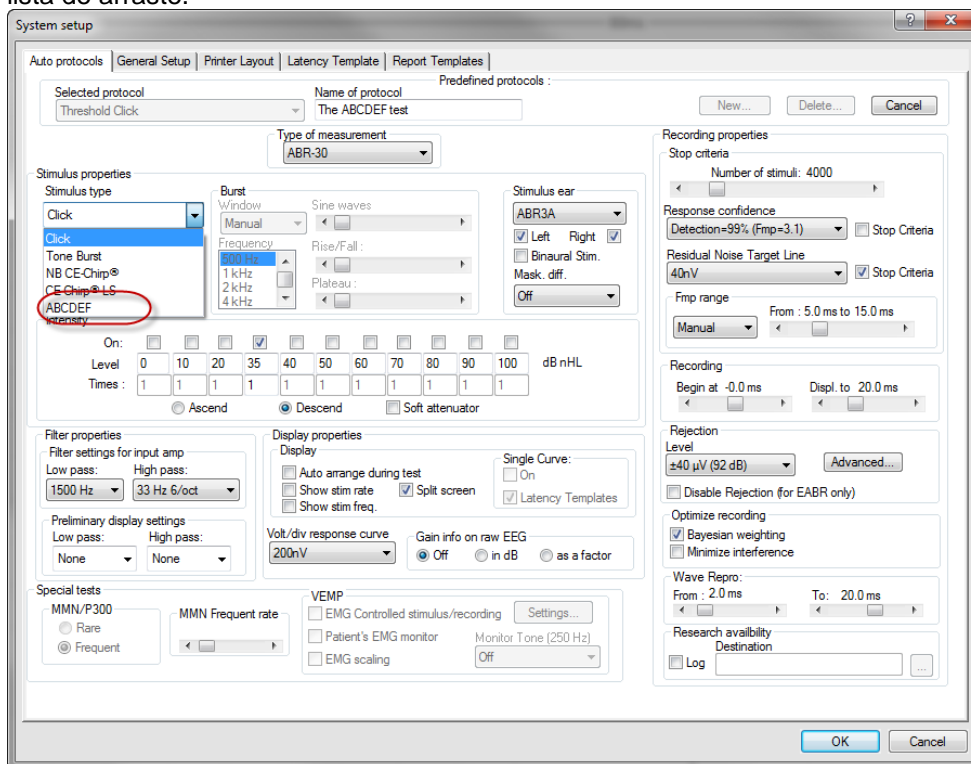 lista de arrasto.
System setup
Auto protocols General Setup Printer Layout Latency Template Report Templates
Predefined protocols :
Selected protocol
Threshold Click
Name of protocol
The ABCDEF test
New... Delete... Cancel
Type of measurement
ABR-30
Stimulus properties
Stimulus type
Click
Click
Tone Burst
NB CE-Chirp®
CE-Chirp® LS
ABCDEF
Burst
Window
Manual
Sine waves
Frequency
500 Hz
1 kHz
2 kHz
4 kHz
Rise/Fall :
Plateau :
Stimulus ear
ABR3A
Left Right
Binaural Stim.
Mask. diff.
Off
Intensity
On:
Level 0 10 20 35 40 50 60 70 80 90 100 dB nHL
Times : 1 1 1 1 1 1 1 1 1 1 1
Ascend Descend Soft attenuator
Filter properties
Filter settings for input amp
Low pass: High pass:
1500 Hz 33 Hz 6/oct
Preliminary display settings
Low pass: High pass:
None None
Display properties
Display
Auto arrange during test
Show stim rate Split screen
Show stim freq.
Single Curve:
On
Latency Templates
Volt/div response curve
200nV
Gain info on raw EEG
Off in dB as a factor
Special tests
MMN/P300
Rare
Frequent
MMN Frequent rate
VEMP
EMG Controlled stimulus/recording Settings...
Patient's EMG monitor
EMG scaling
Monitor Tone (250 Hz)
Off
Recording properties
Stop criteria
Number of stimuli: 4000
Response confidence
Detection=99% (Fmp=3.1) Stop Criteria
Residual Noise Target Line
40nV Stop Criteria
Fmp range
From : 5.0 ms to 15.0 ms
Manual
Recording
Begin at -0.0 ms Displ. to 20.0 ms
Rejection
Level
±40 µV (92 dB) Advanced...
Disable Rejection (for EABR only)
Optimize recording
Bayesian weighting
Minimize interference
Wave Repro:
From : 2.0 ms To: 20.0 ms
Research availbility
Destination
Log ...
OK Cancel